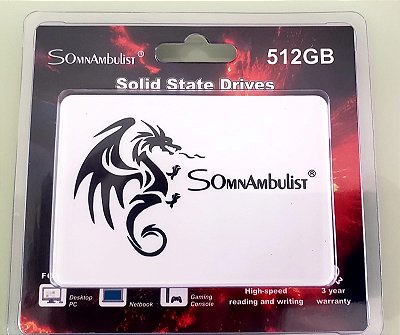 SOmnAmbulist® 512GB
Solid State Drives
SOmnAmbulist®
Desktop PC
Netbook
Gaming Console
High-speed
reading and writing
3 year
warranty